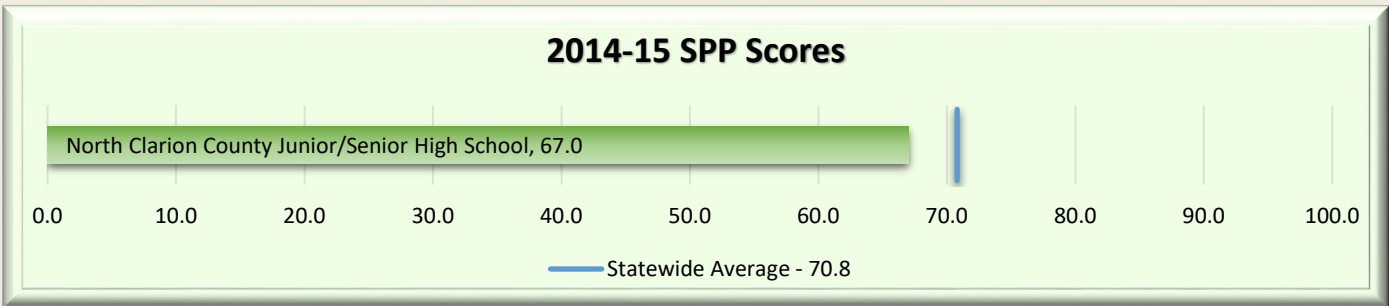 2014-15 SPP Scores
North Clarion County Junior/Senior High School, 67.0
0.0 10.0 20.0 30.0 40.0 50.0 60.0 70.0 80.0 90.0 100.0
Statewide Average - 70.8